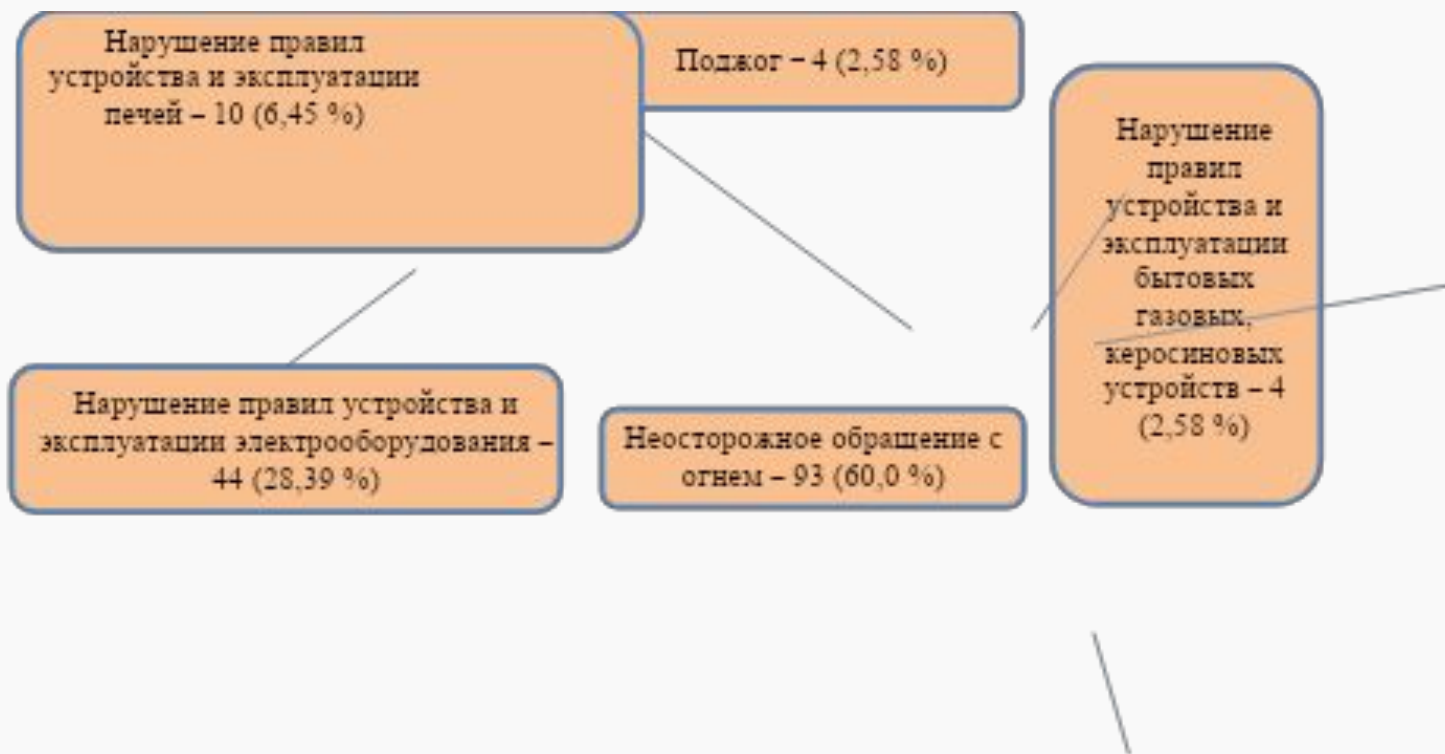 Нарушение правил
устройства и эксплуатации
печей – 10 (6,45 %)
Поджог – 4 (2,58 %)
Нарушение
правил
устройства и
эксплуатации
бытовых
газовых,
керосиновых
устройств – 4
(2,58 %)
Нарушение правил устройства и
эксплуатации электрооборудования –
44 (28,39 %)
Неосторожное обращение с
огнем – 93 (60,0 %)